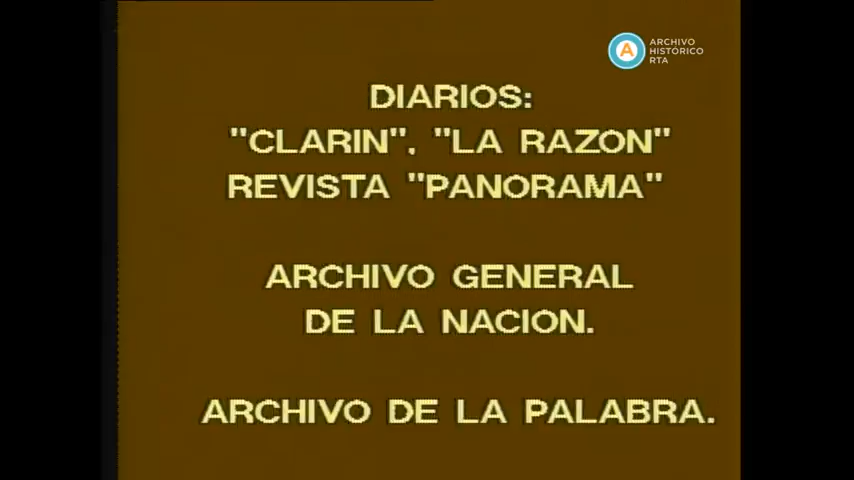 A
ARCHIVO
HISTÓRICO
RTA
DIARIOS:
"CLARIN", "LA RAZON"
REVISTA "PANORAMA"
ARCHIVO GENERAL
DE LA NACION.
ARCHIVO DE LA PALABRA.